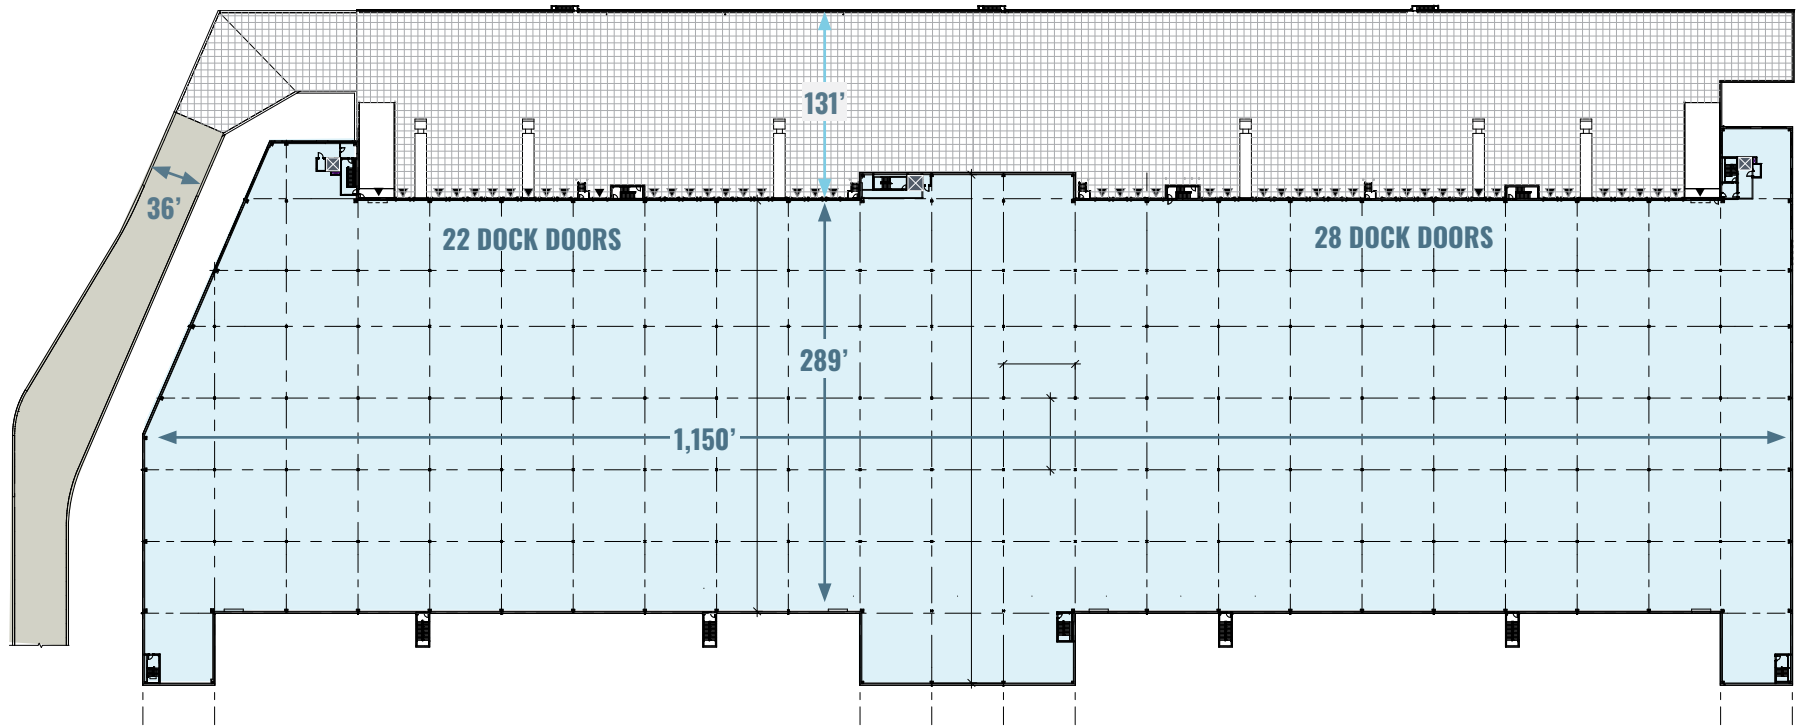 131’
36’
22 DOCK DOORS
28 DOCK DOORS
289’
1,150’